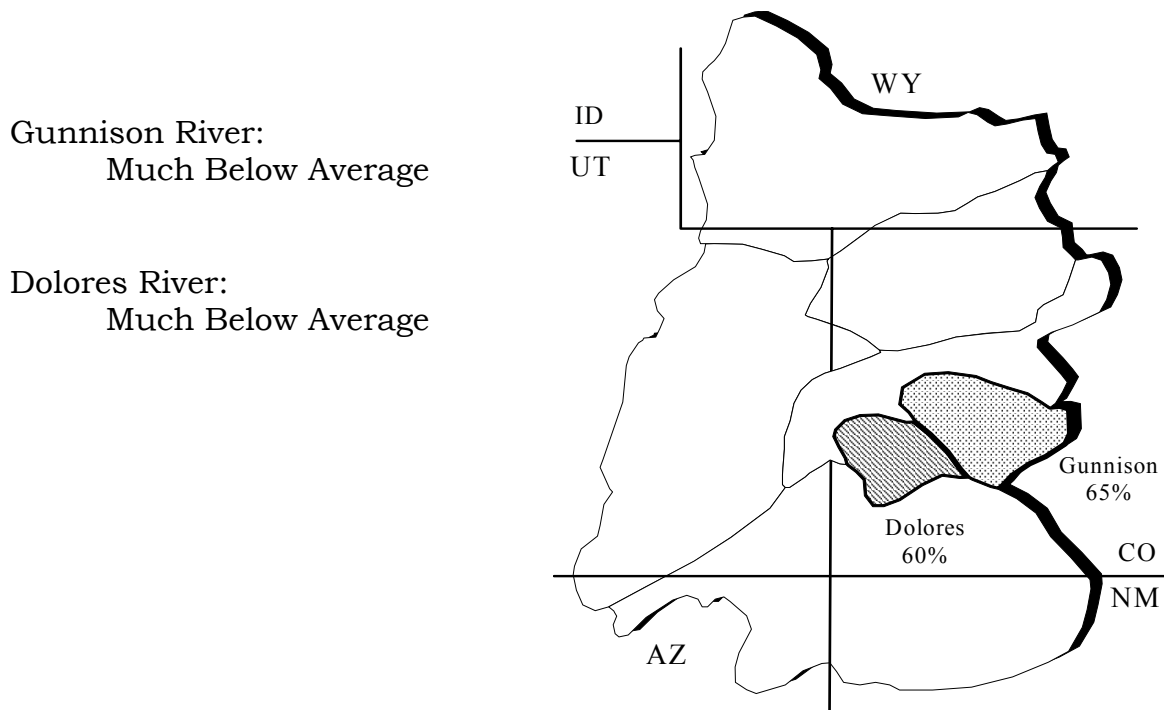 Gunnison River:
Much Below Average
Dolores River:
Much Below Average
WY
ID
UT
Gunnison
65%
Dolores
60%
CO
NM
AZ